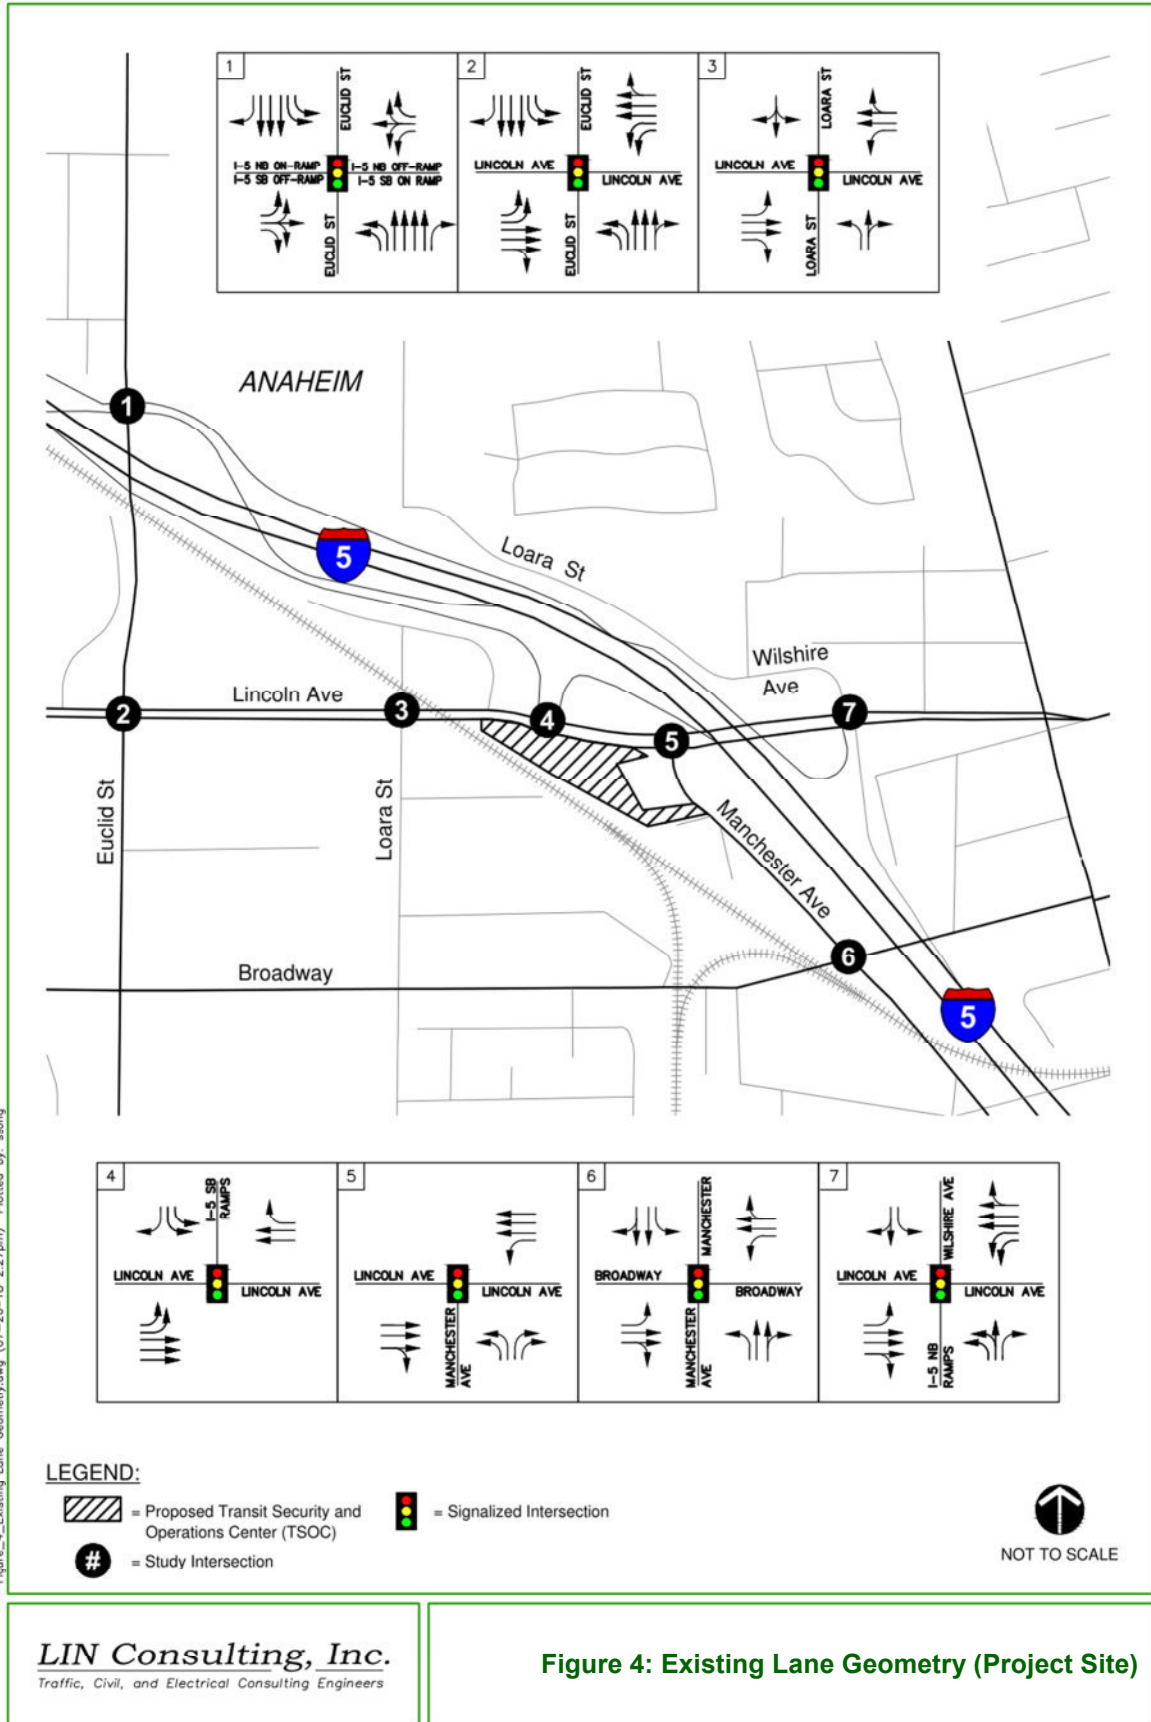 1
EUCLID ST
I-5 NB ON-RAMP
I-5 NB OFF-RAMP
I-5 SB OFF-RAMP
I-5 SB ON RAMP
EUCLID ST
2
EUCLID ST
LINCOLN AVE
LINCOLN AVE
EUCLID ST
3
LOARA ST
LINCOLN AVE
LINCOLN AVE
LOARA ST
ANAHEIM
1
5
Loara St
Wilshire
Ave
Lincoln Ave
2
3
4
5
7
Euclid St
Loara St
Manchester Ave
6
Broadway
5
4
I-5 SB
RAMPS
LINCOLN AVE
LINCOLN AVE
5
LINCOLN AVE
LINCOLN AVE
MANCHESTER
AVE
6
MANCHESTER
BROADWAY
BROADWAY
MANCHESTER
AVE
7
WILSHIRE AVE
LINCOLN AVE
LINCOLN AVE
I-5 NB
RAMPS
LEGEND:
= Proposed Transit Security and
Operations Center (TSOC)
= Signalized Intersection
# = Study Intersection
NOT TO SCALE
LIN Consulting, Inc.
Traffic, Civil, and Electrical Consulting Engineers
Figure 4: Existing Lane Geometry (Project Site)